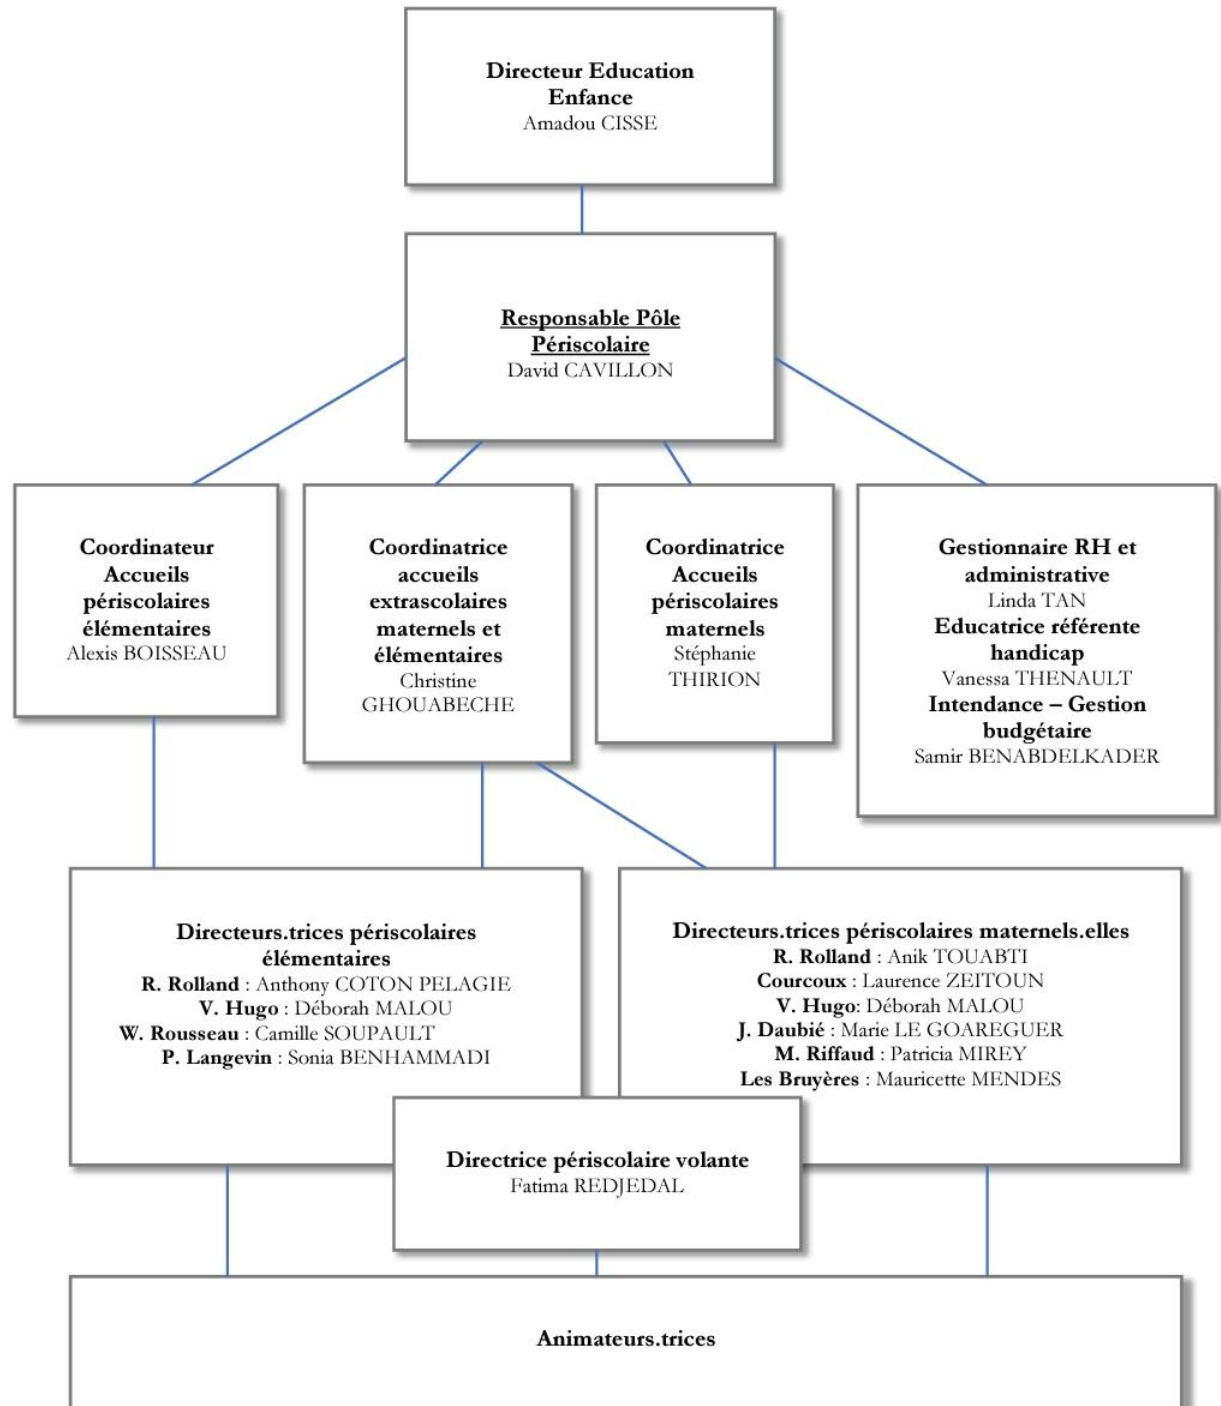 Directeur Education
Enfance
Amadou CISSE
Responsable Pôle
Périscolaire
David CAVILLON
Coordinateur
Accueils
périscolaires
élémentaires
Alexis BOISSEAU
Coordinatrice
accueils
extrascolaires
maternels et
élémentaires
Christine
GHOUABECHE
Coordinatrice
Accueils
périscolaires
maternels
Stéphanie
THIRION
Gestionnaire RH et
administrative
Linda TAN
Educatrice référente
handicap
Vanessa THENAULT
Intendance – Gestion
budgétaire
Samir BENABDELKADER
Directeurs.trices périscolaires
élémentaires
R. Rolland : Anthony COTON PELAGIE
V. Hugo : Déborah MALOU
W. Rousseau : Camille SOUPAULT
P. Langevin : Sonia BENHAMMADI
Directeurs.trices périscolaires maternels.elles
R. Rolland : Anik TOUABTI
Courcoux : Laurence ZEITOUN
V. Hugo: Déborah MALOU
J. Daubié : Marie LE GOAREGUER
M. Riffaud : Patricia MIREY
Les Bruyères : Mauricette MENDES
Directrice périscolaire volante
Fatima REDJEDAL
Animateurs.trices